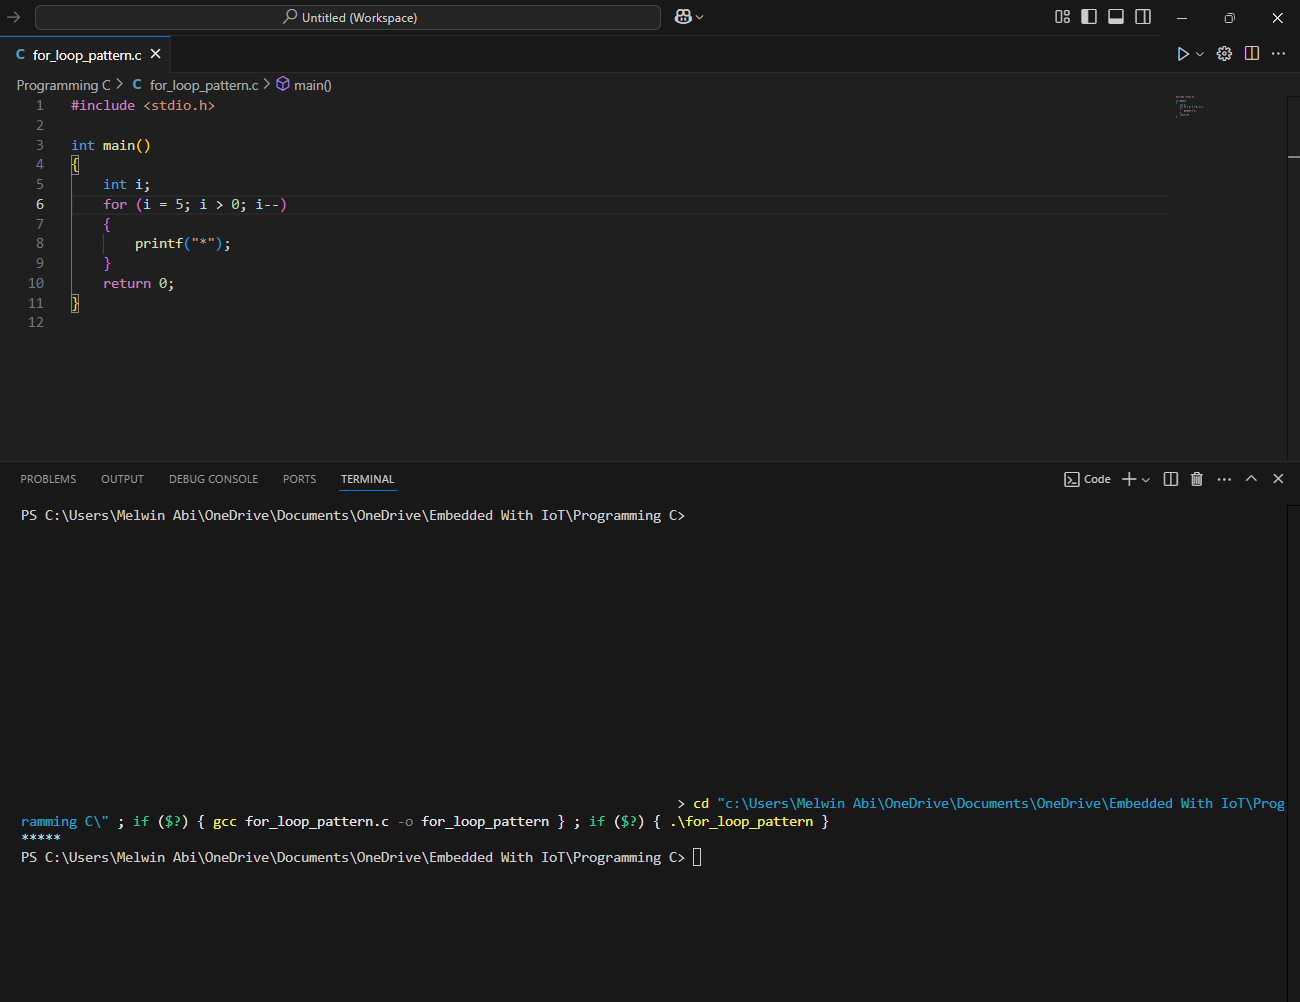 Untitled (Workspace)
C for_loop_pattern.c
Programming C > C for_loop_pattern.c > main()
1 #include <stdio.h>
2
3 int main()
4 {
5     int i;
6     for (i = 5; i > 0; i--)
7     {
8         printf("*");
9     }
10     return 0;
11 }
12
PROBLEMS OUTPUT DEBUG CONSOLE PORTS TERMINAL Code
PS C:\Users\Melwin Abi\OneDrive\Documents\OneDrive\Embedded With IoT\Programming C>
> cd "c:\Users\Melwin Abi\OneDrive\Documents\OneDrive\Embedded With IoT\Prog
ramming C\" ; if ($?) { gcc for_loop_pattern.c -o for_loop_pattern } ; if ($?) { .\for_loop_pattern }
*****
PS C:\Users\Melwin Abi\OneDrive\Documents\OneDrive\Embedded With IoT\Programming C>